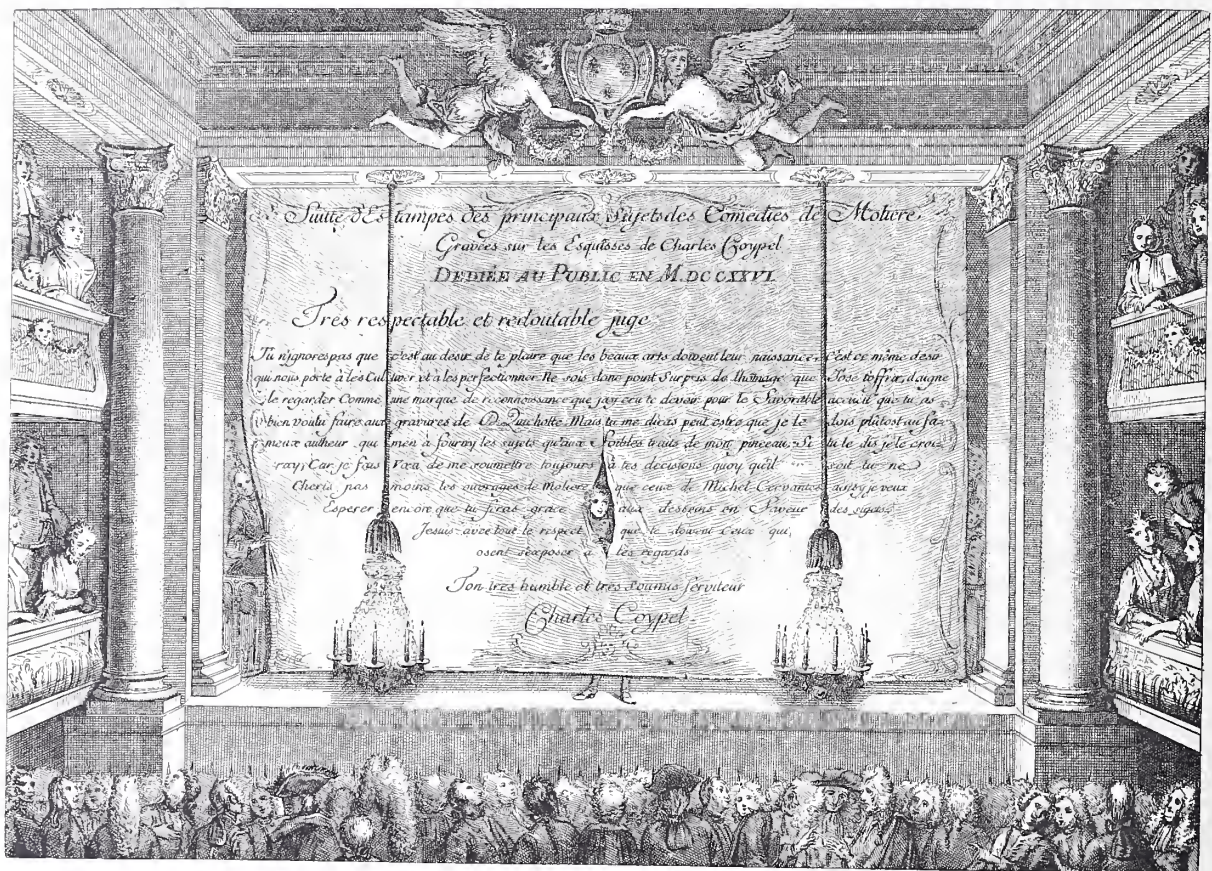 Suitte d'Estampes des principaux Sujets des Comedies de Moliere
Gravées sur les Esquisses de Charles Coypel
DEDIÉE AU PUBLIC EN M.DCCXXVI.
Tres respectable et redoutable juge
Tu n'ignores pas que c'est au desir de te plaire que les beaux arts doivent leur naissance, C'est ce même desir
qui nous porte à les Cultiver et à les perfectionner. Ne sois donc point Surpris de l'homage que J'ose t'offrir, daigne
le regarder Comme une marque de reconnoissance que j'ay cru te devoir pour le Favorable accueil que tu as
bien voulu faire aux gravures de D. Quichotte. Mais tu me diras peut estre que je le dois plûtost au fa-
meux autheur qui m'en à fourny les sujets qu'aux Foibles traits de mon pinceau. Si tu le dis je le croi-
ray, Car je fais Vœu de me soumettre toujours à tes decisions quoy qu'il en soit tu ne
Cheris pas moins les ouvrages de Moliere que ceux de Michel Cervantes ainsy je veux
Esperer encore que tu feras grace aux desseins en Faveur des sujets.
Je suis avec tout le respect que te doivent Ceux qui
osent s'exposer à tes regards
Ton tres humble et tres Soumis serviteur
Charles Coypel